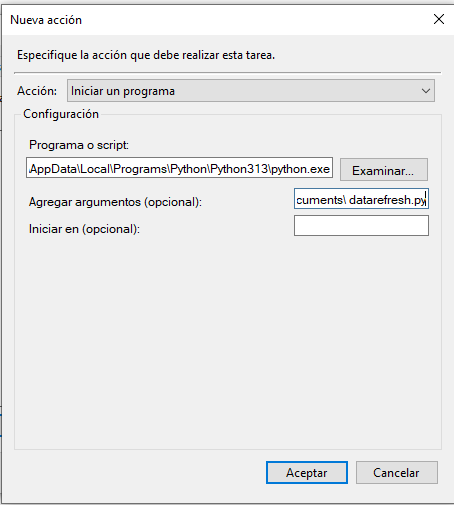 Nueva acción
Especifique la acción que debe realizar esta tarea.
Acción: Iniciar un programa
Configuración
Programa o script:
AppData\Local\Programs\Python\Python313\python.exe Examinar...
Agregar argumentos (opcional): cuments\ datarefresh.py
Iniciar en (opcional):
Aceptar Cancelar